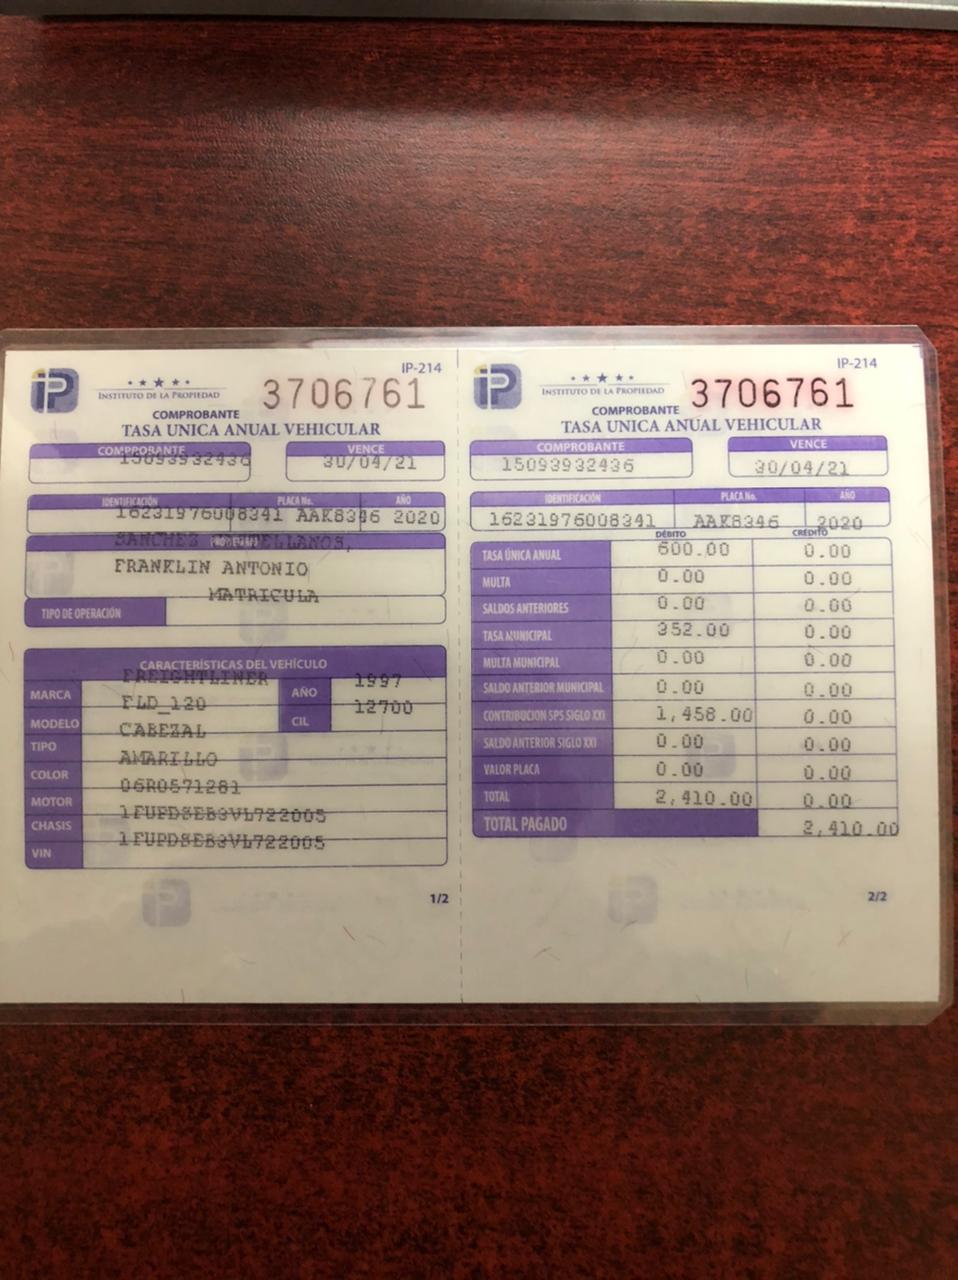 IP-214
iP
INSTITUTO DE LA PROPIEDAD
3706761
COMPROBANTE
TASA UNICA ANUAL VEHICULAR
COMPROBANTE VENCE
15093932436 30/04/21
IDENTIFICACIÓN PLACA No. AÑO
16231976008341 AAK8346 2020
PROPIETARIO
SANCHEZ
FRANKLIN ANTONIO
MATRICULA
TIPO DE OPERACIÓN
CARACTERÍSTICAS DEL VEHÍCULO
MARCA FREIGHTLINER AÑO 1997
MODELO FLD_120 CIL 12700
TIPO CABEZAL
COLOR AMARILLO
MOTOR 06R0571281
CHASIS 1FUPDSEB3VL722005
VIN 1FUPDSEB3VL722005
1/2
IP-214
iP
INSTITUTO DE LA PROPIEDAD
3706761
COMPROBANTE
TASA UNICA ANUAL VEHICULAR
COMPROBANTE VENCE
15093932436 30/04/21
IDENTIFICACIÓN PLACA No. AÑO
16231976008341 AAK8346 2020
DÉBITO CRÉDITO
TASA ÚNICA ANUAL 600.00 0.00
MULTA 0.00 0.00
SALDOS ANTERIORES 0.00 0.00
TASA MUNICIPAL 352.00 0.00
MULTA MUNICIPAL 0.00 0.00
SALDO ANTERIOR MUNICIPAL 0.00 0.00
CONTRIBUCION SPS SIGLO XXI 1,458.00 0.00
SALDO ANTERIOR SIGLO XXI 0.00 0.00
VALOR PLACA 0.00 0.00
TOTAL 2,410.00 0.00
TOTAL PAGADO 2,410.00
2/2